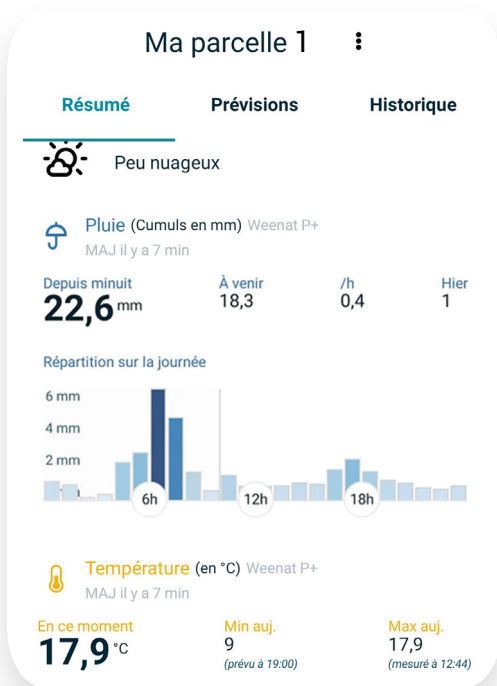 Ma parcelle 1
Résumé Prévisions Historique
Peu nuageux
Pluie (Cumuls en mm) Weenat P+
MAJ il y a 7 min
Depuis minuit À venir /h Hier
22,6 mm 18,3 0,4 1
Répartition sur la journée
6 mm
4 mm
2 mm
6h 12h 18h
Température (en °C) Weenat P+
MAJ il y a 7 min
En ce moment Min auj. Max auj.
17,9 °C 9 17,9
(prévu à 19:00) (mesuré à 12:44)